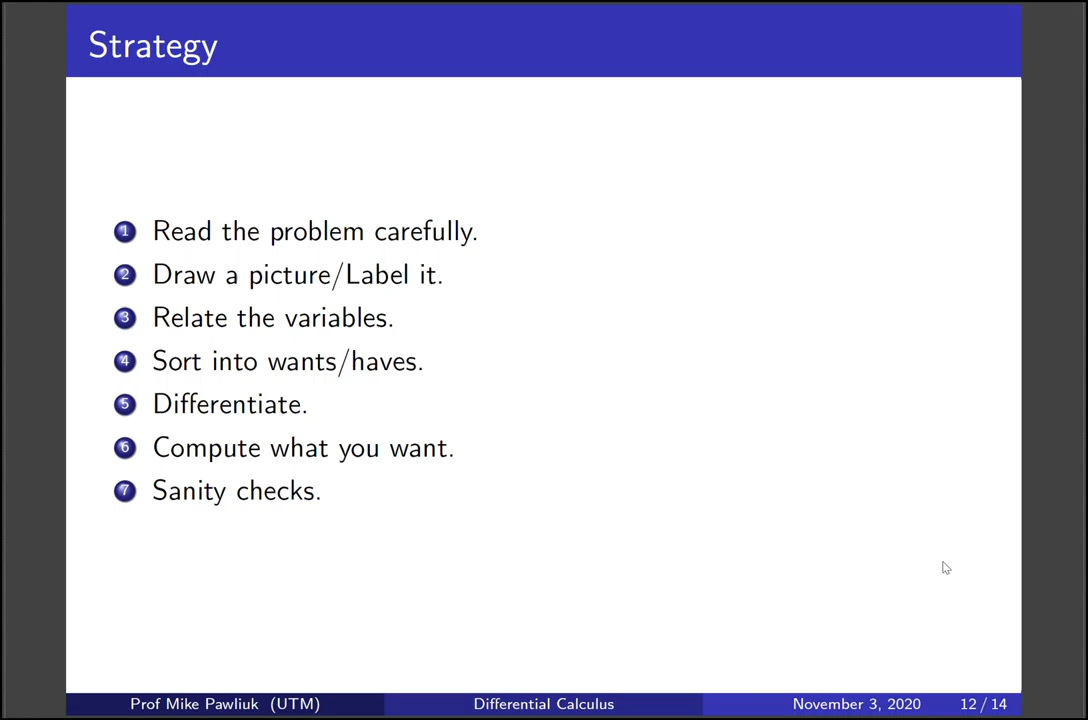 Strategy
1 Read the problem carefully.
2 Draw a picture/Label it.
3 Relate the variables.
4 Sort into wants/haves.
5 Differentiate.
6 Compute what you want.
7 Sanity checks.
Prof Mike Pawliuk (UTM) Differential Calculus November 3, 2020 12 / 14